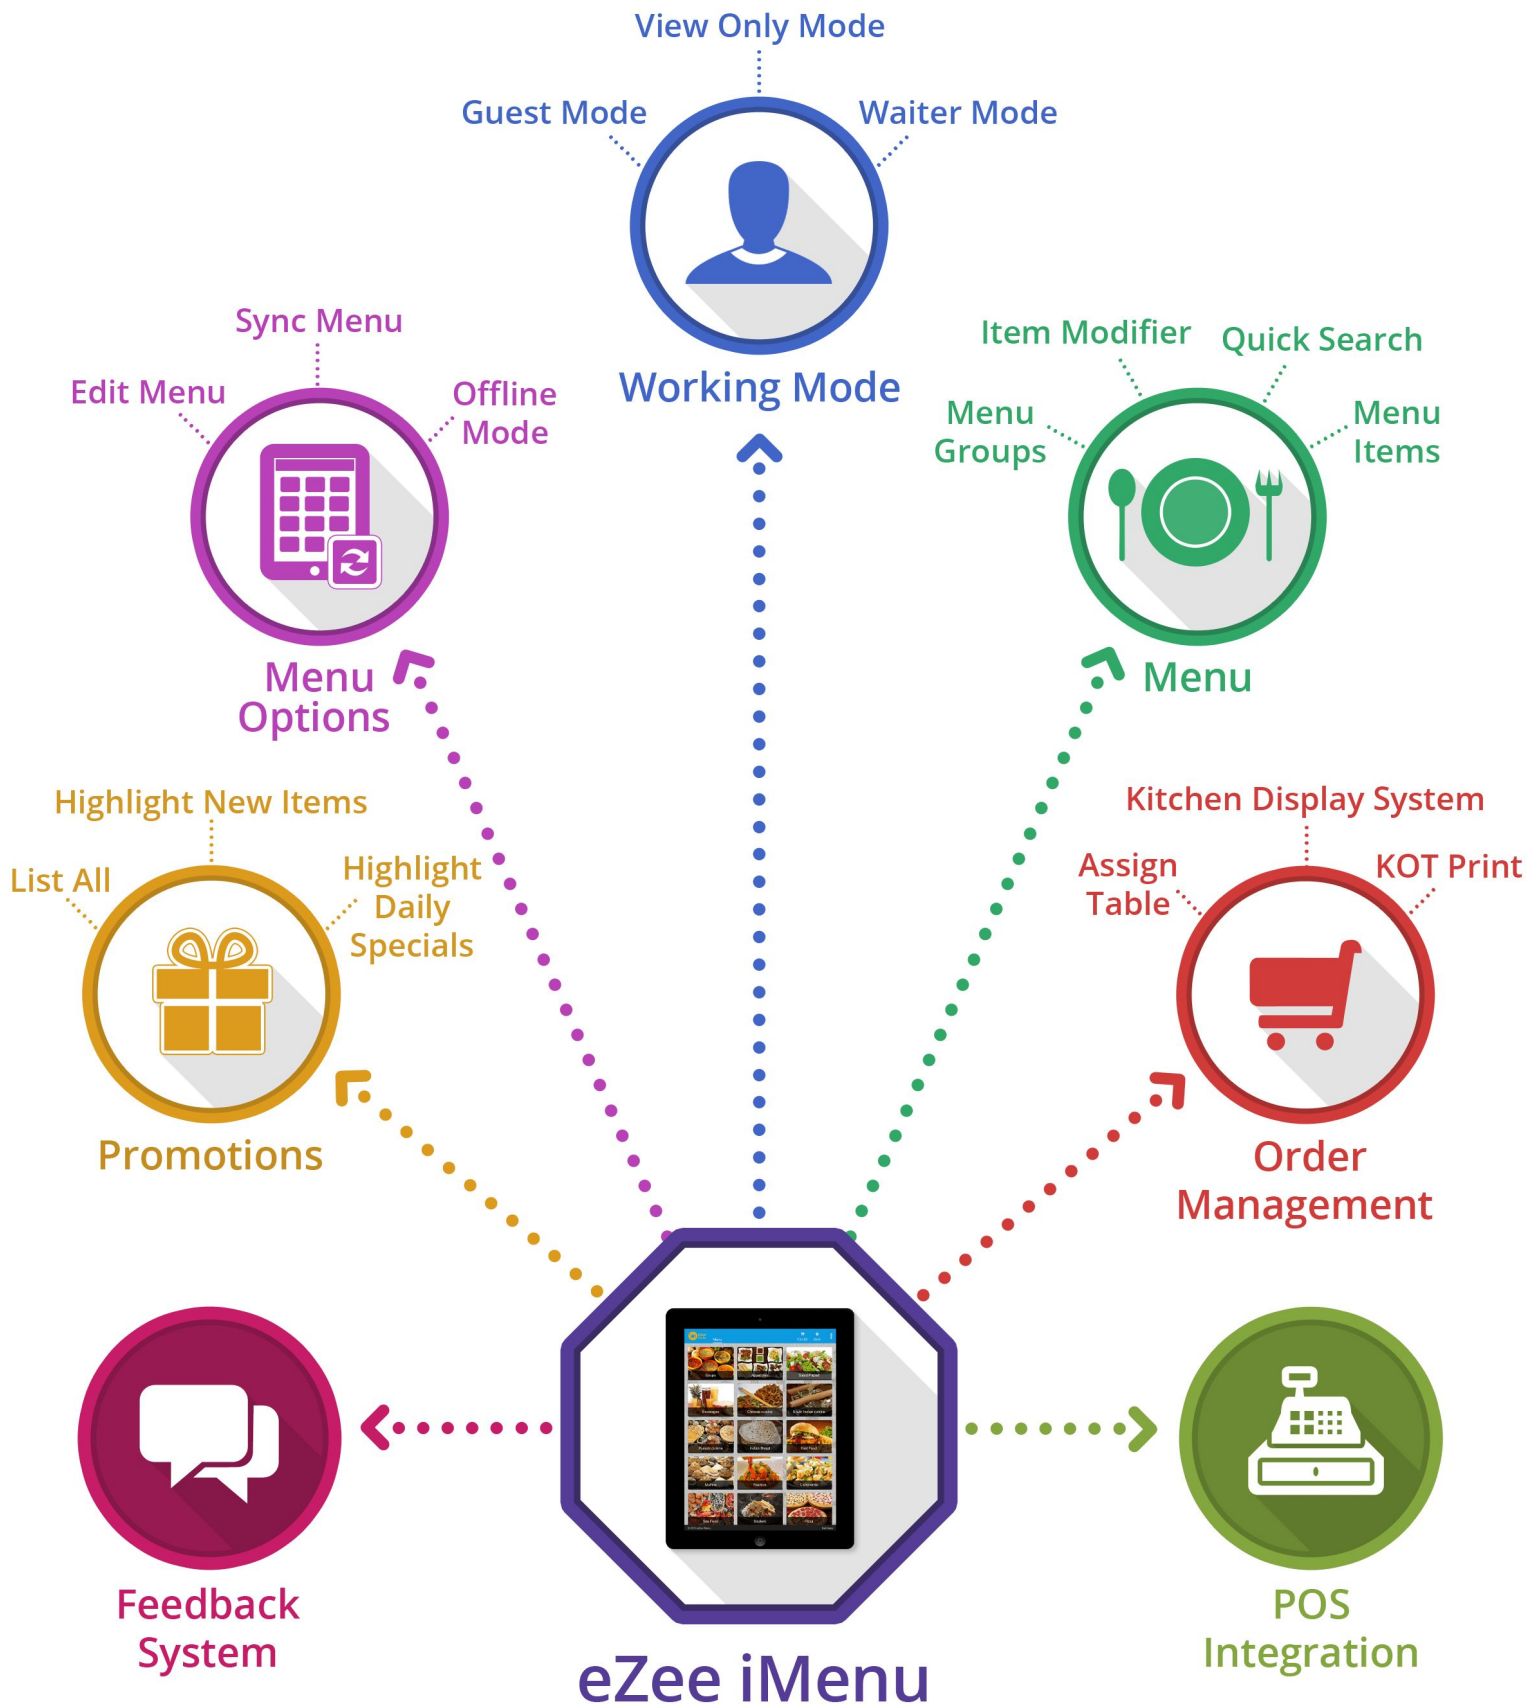 View Only Mode
Guest Mode
Waiter Mode
Working Mode
Sync Menu
Edit Menu
Offline
Mode
Menu
Options
Item Modifier
Quick Search
Menu
Groups
Menu
Items
Menu
Highlight New Items
List All
Highlight
Daily
Specials
Promotions
Kitchen Display System
Assign
Table
KOT Print
Order
Management
Feedback
System
POS
Integration
eZee iMenu